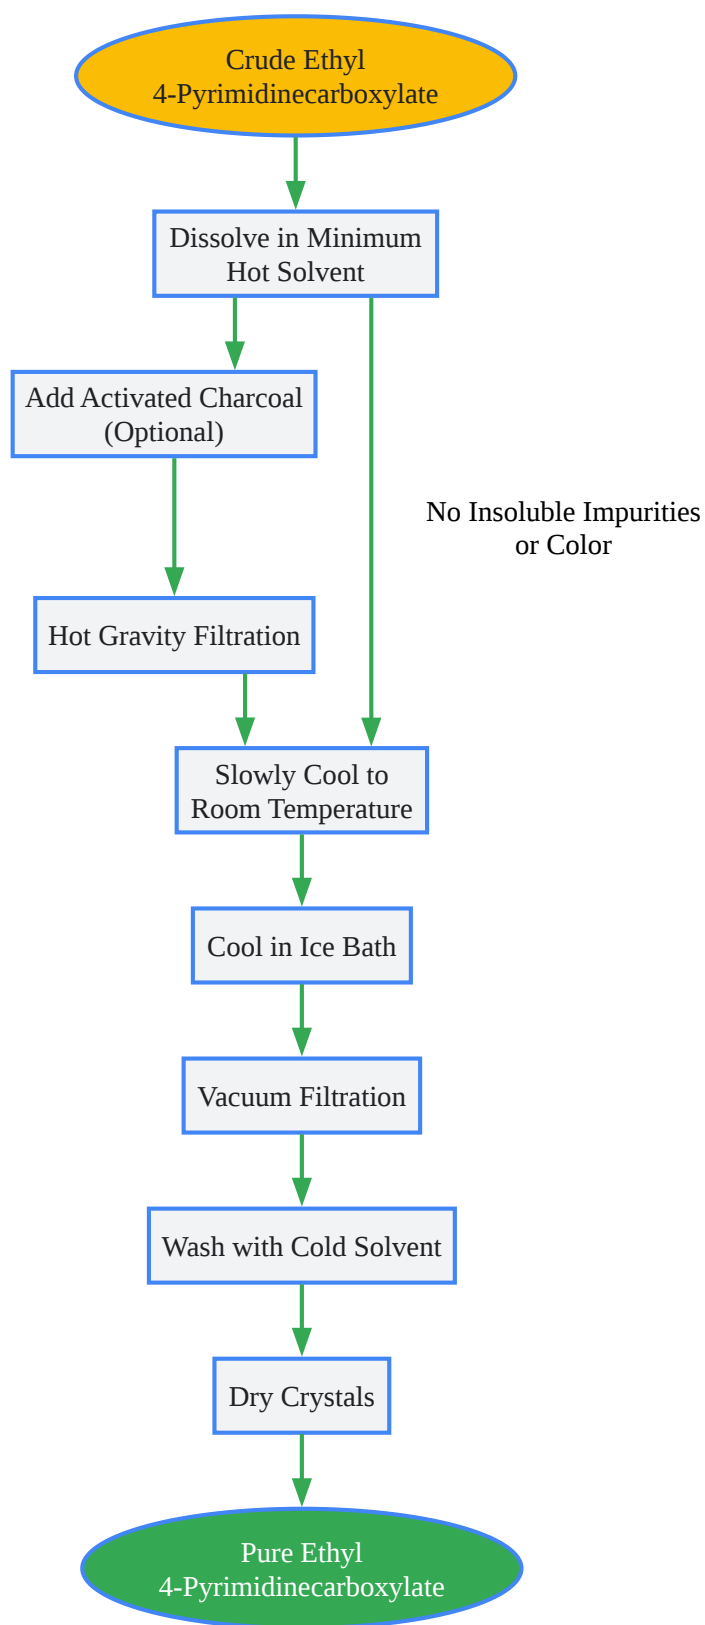 Crude Ethyl
4-Pyrimidinecarboxylate
Dissolve in Minimum
Hot Solvent
Add Activated Charcoal
(Optional)
No Insoluble Impurities
or Color
Hot Gravity Filtration
Slowly Cool to
Room Temperature
Cool in Ice Bath
Vacuum Filtration
Wash with Cold Solvent
Dry Crystals
Pure Ethyl
4-Pyrimidinecarboxylate